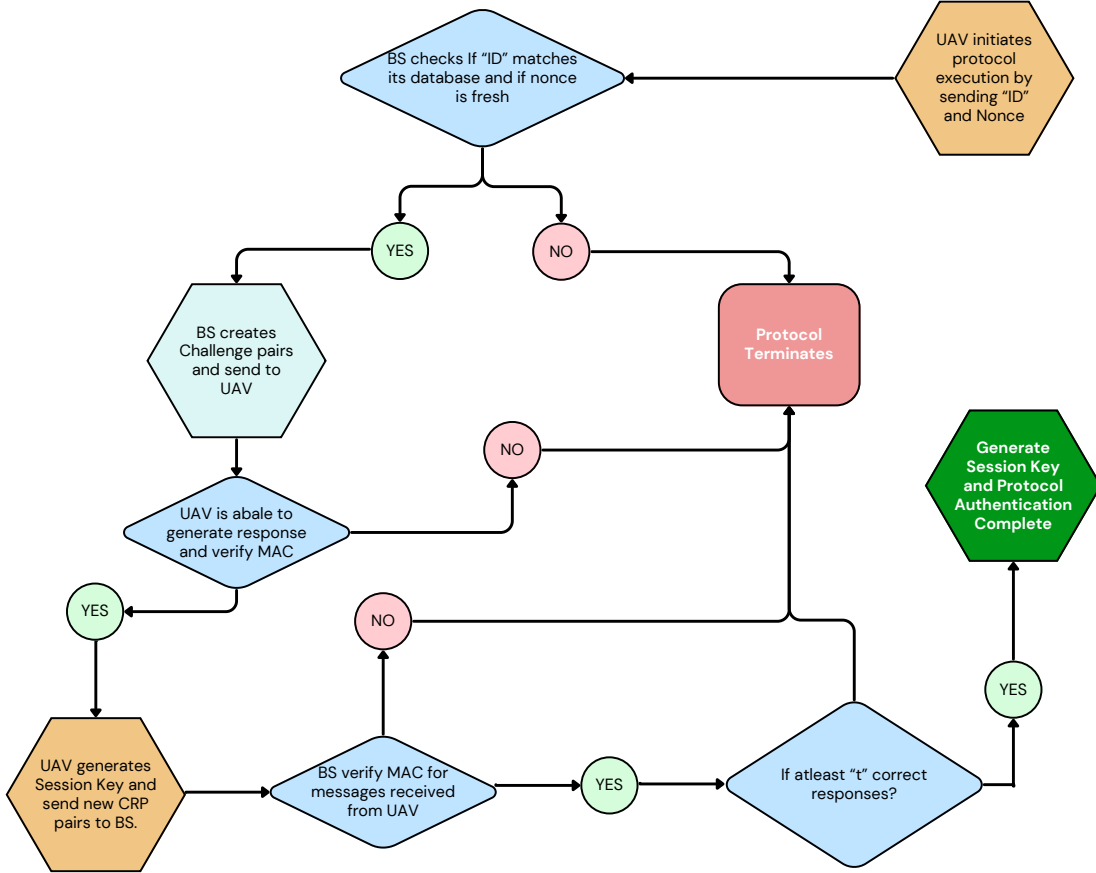 BS checks If “ID” matches
its database and if nonce
is fresh
UAV initiates
protocol
execution by
sending “ID”
and Nonce
YES
NO
BS creates
Challenge pairs
and send to
UAV
Protocol
Terminates
NO
Generate
Session Key
and Protocol
Authentication
Complete
UAV is abale to
generate response
and verify MAC
YES
NO
YES
UAV generates
Session Key and
send new CRP
pairs to BS.
BS verify MAC for
messages received
from UAV
YES
If atleast “t” correct
responses?